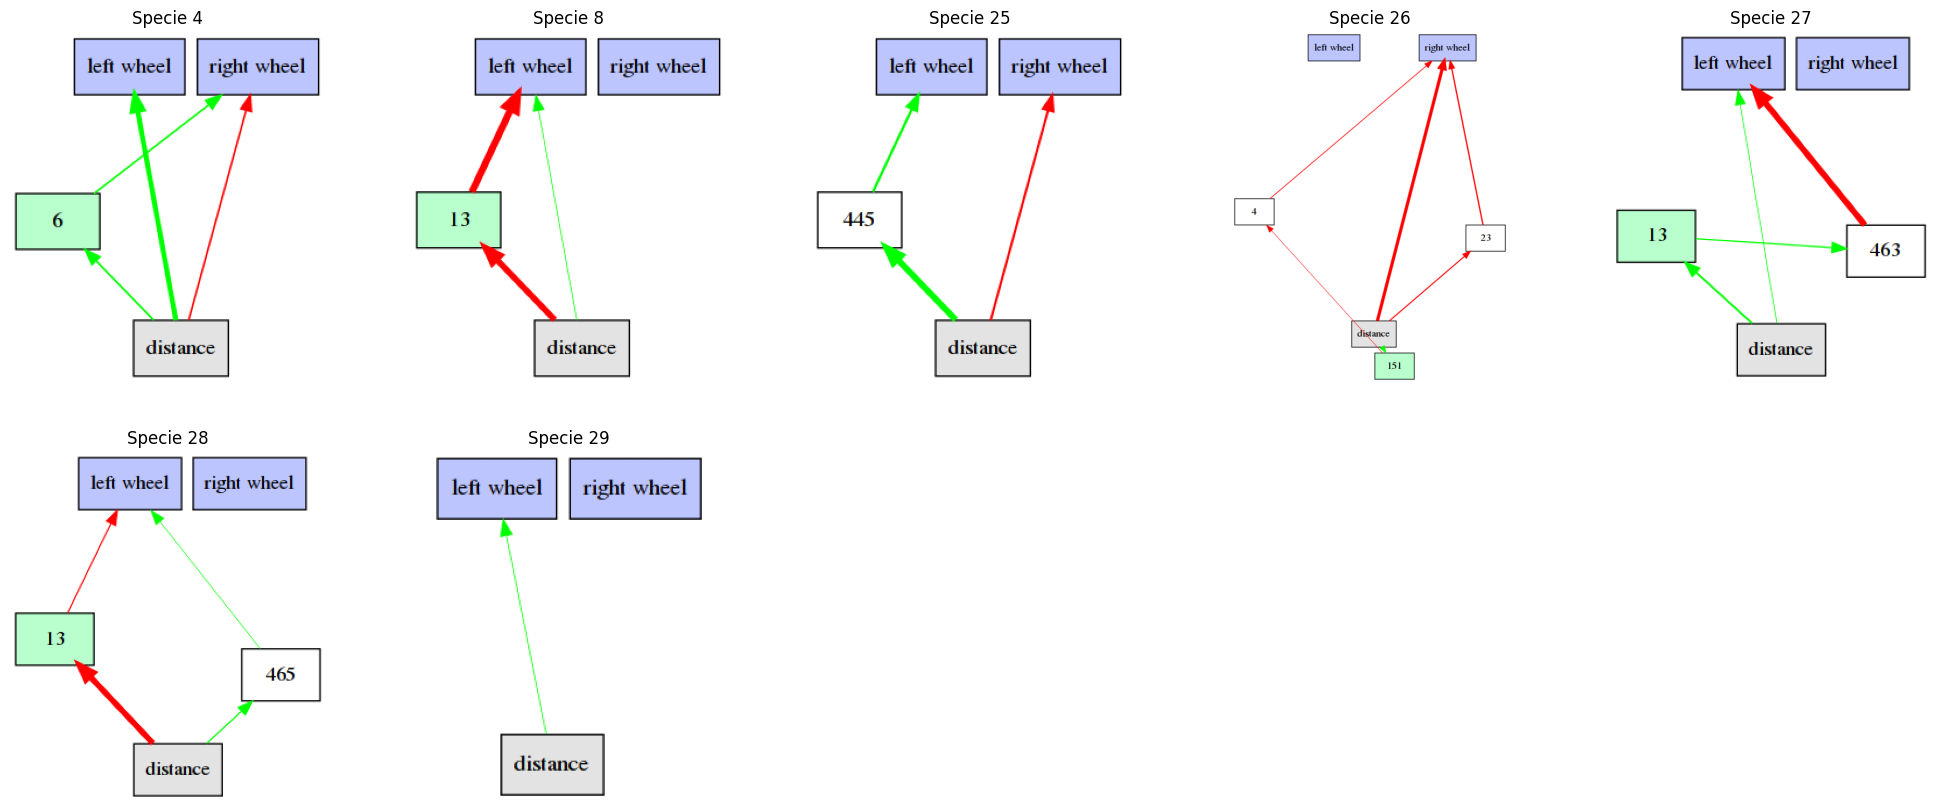 Specie 4
left wheel
right wheel
6
distance
Specie 8
left wheel
right wheel
13
distance
Specie 25
left wheel
right wheel
445
distance
Specie 26
left wheel
right wheel
4
23
distance
151
Specie 27
left wheel
right wheel
13
463
distance
Specie 28
left wheel
right wheel
13
465
distance
Specie 29
left wheel
right wheel
distance